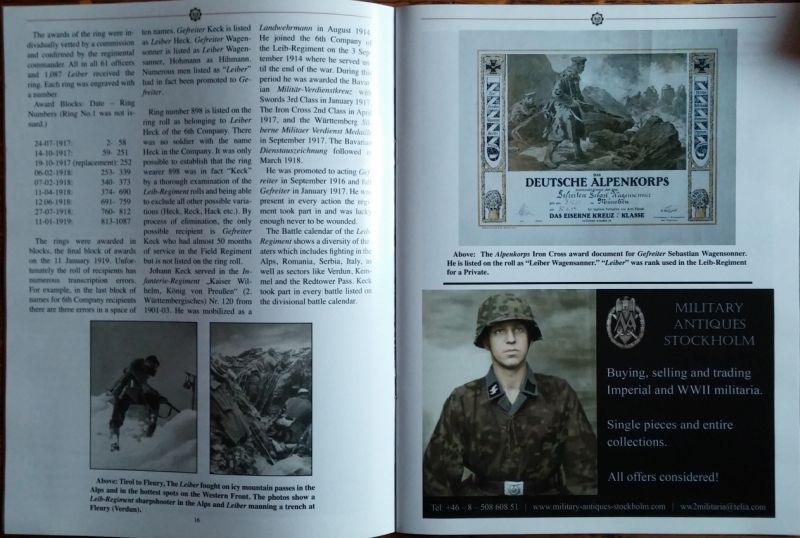 The awards of the ring were in-
dividually vetted by a commission
and confirmed by the regimental
commander. All in all 61 officers
and 1,087 Leiber received the
ring. Each ring was engraved with
a number
Award Blocks: Date – Ring
Numbers (Ring No.1 was not is-
sued.)
24-07-1917: 2- 58
14-10-1917: 59- 251
19-10-1917 (replacement): 252
06-02-1918: 253- 339
07-02-1918: 340- 373
11-04-1918: 374- 690
12-06-1918: 691- 759
27-07-1918: 760- 812
11-01-1919: 813-1087
The rings were awarded in
blocks, the final block of awards
on the 11 January 1919. Unfor-
tunately the roll of recipients has
numerous transcription errors.
For example, in the last block of
names for 6th Company recipients
there are three errors in a space of
ten names. Gefreiter Keck is listed
as Leiber Heck. Gefreiter Wagen-
sonner is listed as Leiber Wagen-
sanner, Hohmann as Hihmann.
Numerous men listed as “Leiber”
had in fact been promoted to Ge-
freiter.
Ring number 898 is listed on the
ring roll as belonging to Leiber
Heck of the 6th Company. There
was no soldier with the name
Heck in the Company. It was only
possible to establish that the ring
wearer 898 was in fact “Keck”
by a thorough examination of the
Leib-Regiment rolls and being able
to exclude all other possible varia-
tions (Heck, Reck, Hack etc.). By
process of elimination, the only
possible recipient is Gefreiter
Keck who had almost 50 months
of service in the Field Regiment
but is not listed on the ring roll.
Johann Keck served in the In-
fanterie-Regiment „Kaiser Wil-
helm, König von Preußen“ (2.
Württembergisches) Nr. 120 from
1901-03. He was mobilized as a
Landwehrmann in August 1914.
He joined the 6th Company of
the Leib-Regiment on the 3 Sep-
tember 1914 where he served un-
til the end of the war. During this
period he was awarded the Bavar-
ian Militär-Verdienstkreuz with
Swords 3rd Class in January 1917.
The Iron Cross 2nd Class in April
1917, and the Württemberg Sil-
berne Militaer Verdienst Medaille
in September 1917. The Bavarian
Dienstauszeichnung followed in
March 1918.
He was promoted to acting Gef-
reiter in September 1916 and full
Gefreiter in January 1917. He was
present in every action the regi-
ment took part in and was lucky
enough never to be wounded.
The Battle calendar of the Leib-
Regiment shows a diversity of the-
aters which includes fighting in the
Alps, Romania, Serbia, Italy, as
well as sectors like Verdun, Kem-
mel and the Redtower Pass. Keck
took part in every battle listed on
the divisional battle calendar.
Above: Tirol to Fleury, The Leiber fought on icy mountain passes in the
Alps and in the hottest spots on the Western Front. The photos show a
Leib-Regiment sharpshooter in the Alps and Leiber manning a trench at
Fleury (Verdun).
16
DAS
DEUTSCHE ALPENKORPS
Gefreiten Sebast. Wagensonner
München
DAS EISERNE KREUZ / KLASSE
Above: The Alpenkorps Iron Cross award document for Gefreiter Sebastian Wagensonner.
He is listed on the roll as “Leiber Wagensanner.” “Leiber” was rank used in the Leib-Regiment
for a Private.
MILITARY
ANTIQUES
STOCKHOLM
Buying, selling and trading
Imperial and WWII militaria.
Single pieces and entire
collections.
All offers considered!
Tel: +46 – 8 – 508 608 51 | www.military-antiques-stockholm.com | ww2militaria@telia.com